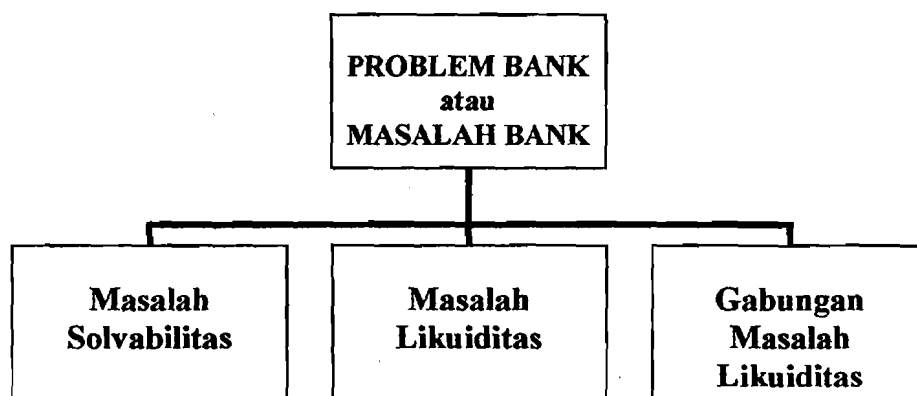 PROBLEM BANK
atau
MASALAH BANK
Masalah
Solvabilitas
Masalah
Likuiditas
Gabungan
Masalah
Likuiditas